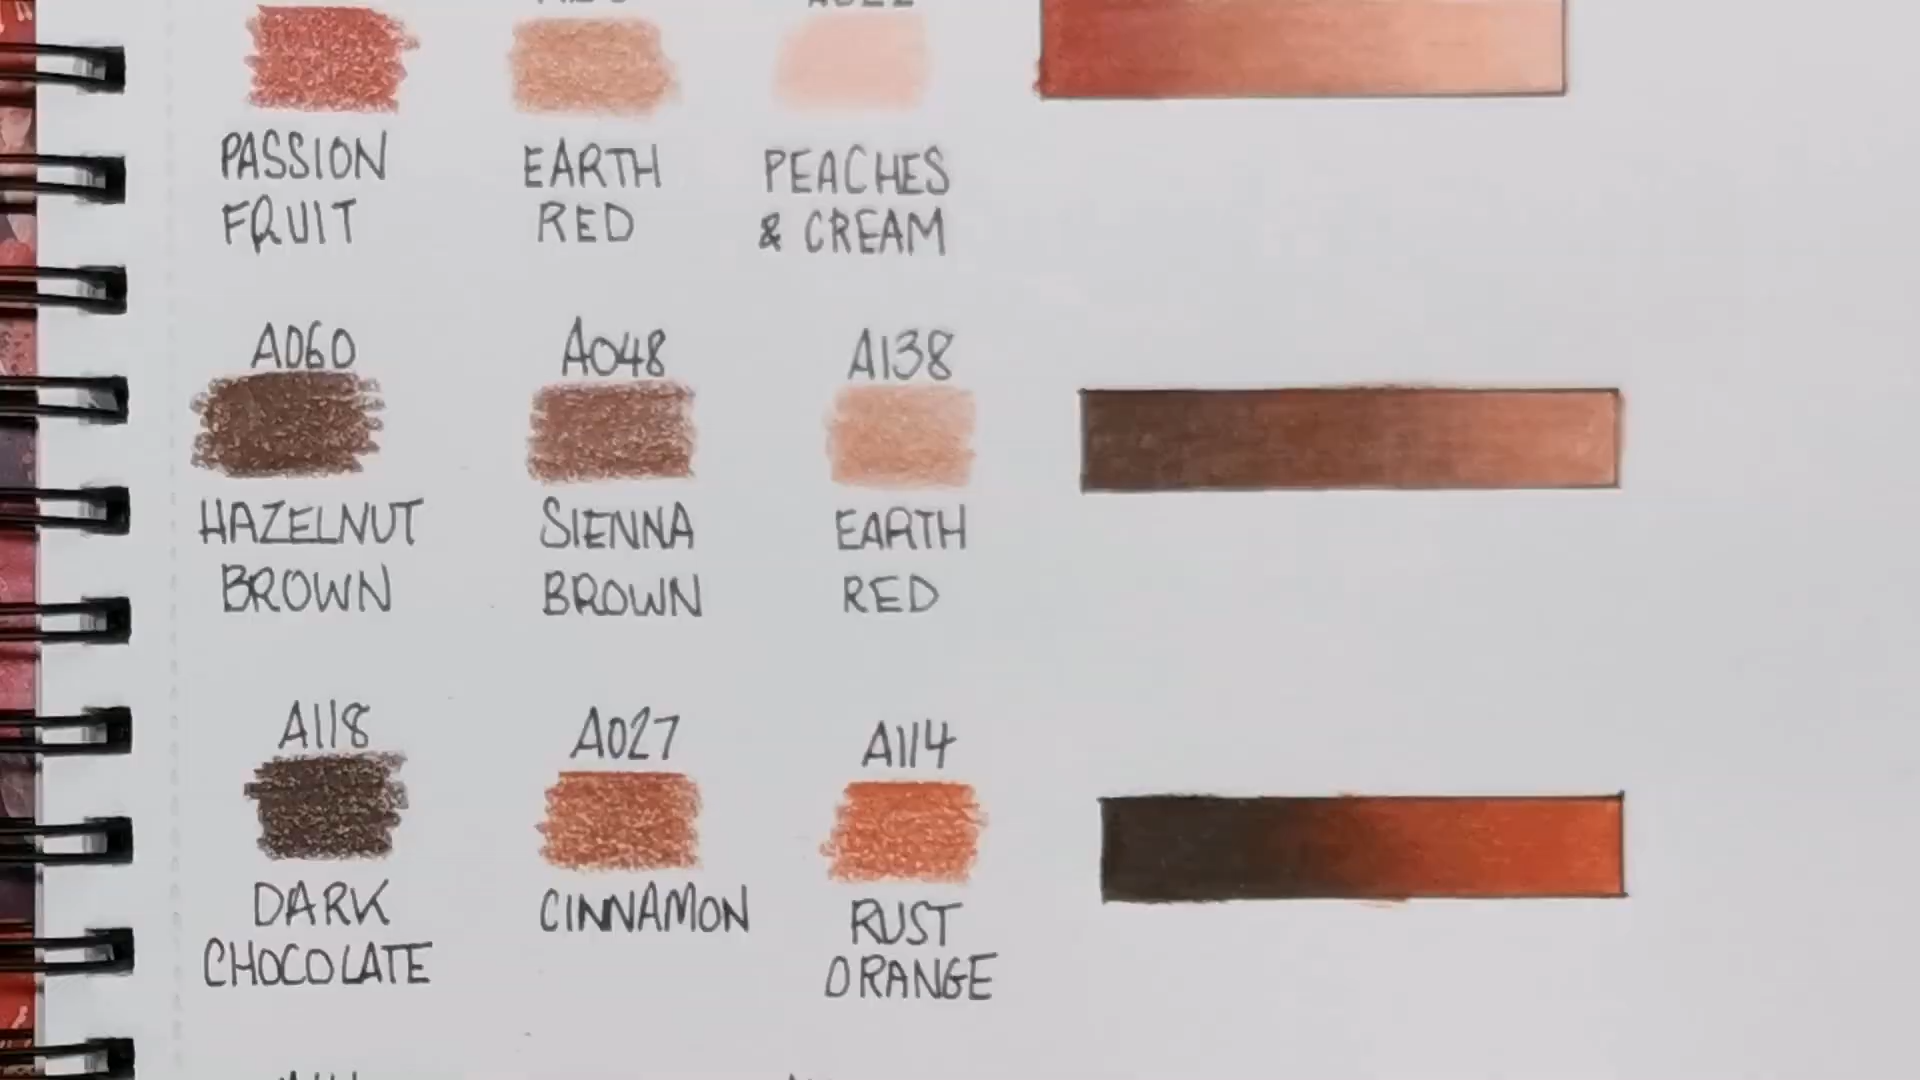 PASSION EARTH PEACHES
FRUIT RED & CREAM
A060 A048 A138
HAZELNUT SIENNA EARTH
BROWN BROWN RED
A118 A027 A114
DARK CINNAMON RUST
CHOCOLATE ORANGE